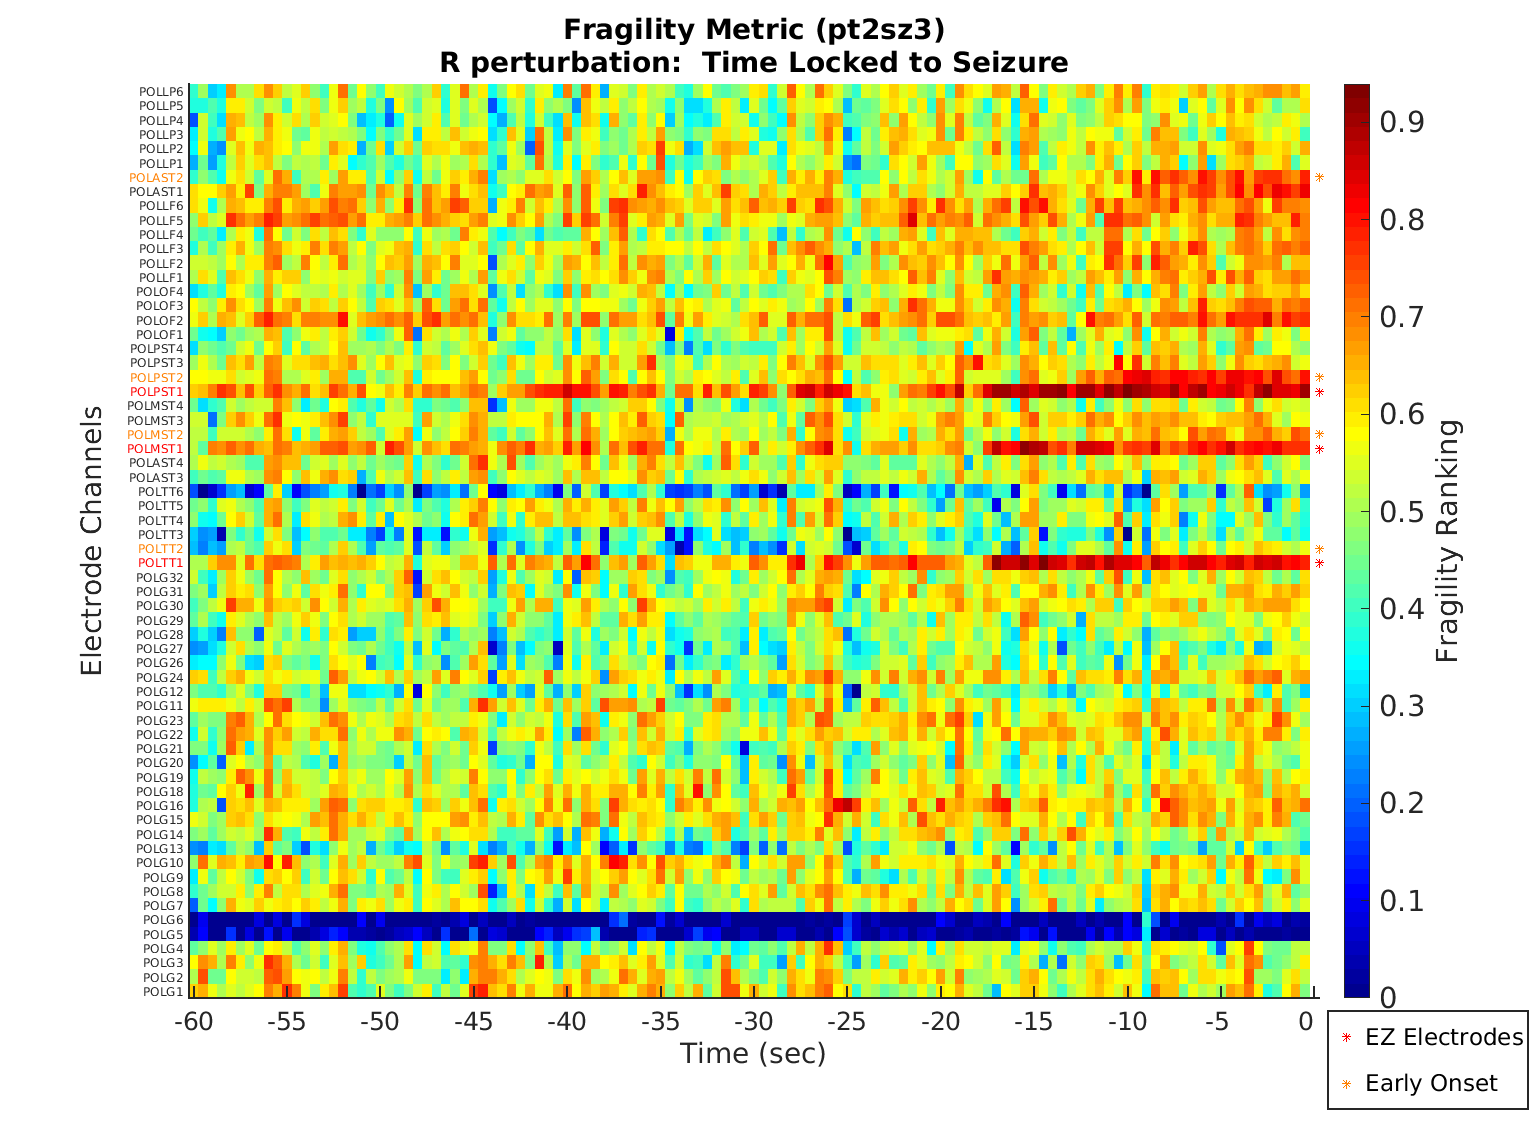 Fragility Metric (pt2sz3)
R perturbation:  Time Locked to Seizure
POLLP6
POLLP5
POLLP4
POLLP3
POLLP2
POLLP1
POLAST2
POLAST1
POLLF6
POLLF5
POLLF4
POLLF3
POLLF2
POLLF1
POLOF4
POLOF3
POLOF2
POLOF1
POLPST4
POLPST3
POLPST2
POLPST1
POLMST4
POLMST3
POLMST2
POLMST1
POLAST4
POLAST3
POLTT6
POLTT5
POLTT4
POLTT3
POLTT2
POLTT1
POLG32
POLG31
POLG30
POLG29
POLG28
POLG27
POLG26
POLG24
POLG12
POLG11
POLG23
POLG22
POLG21
POLG20
POLG19
POLG18
POLG16
POLG15
POLG14
POLG13
POLG10
POLG9
POLG8
POLG7
POLG6
POLG5
POLG4
POLG3
POLG2
POLG1
Electrode Channels
-60 -55 -50 -45 -40 -35 -30 -25 -20 -15 -10 -5 0
Time (sec)
0.9
0.8
0.7
0.6
0.5
0.4
0.3
0.2
0.1
0
Fragility Ranking
EZ Electrodes
Early Onset